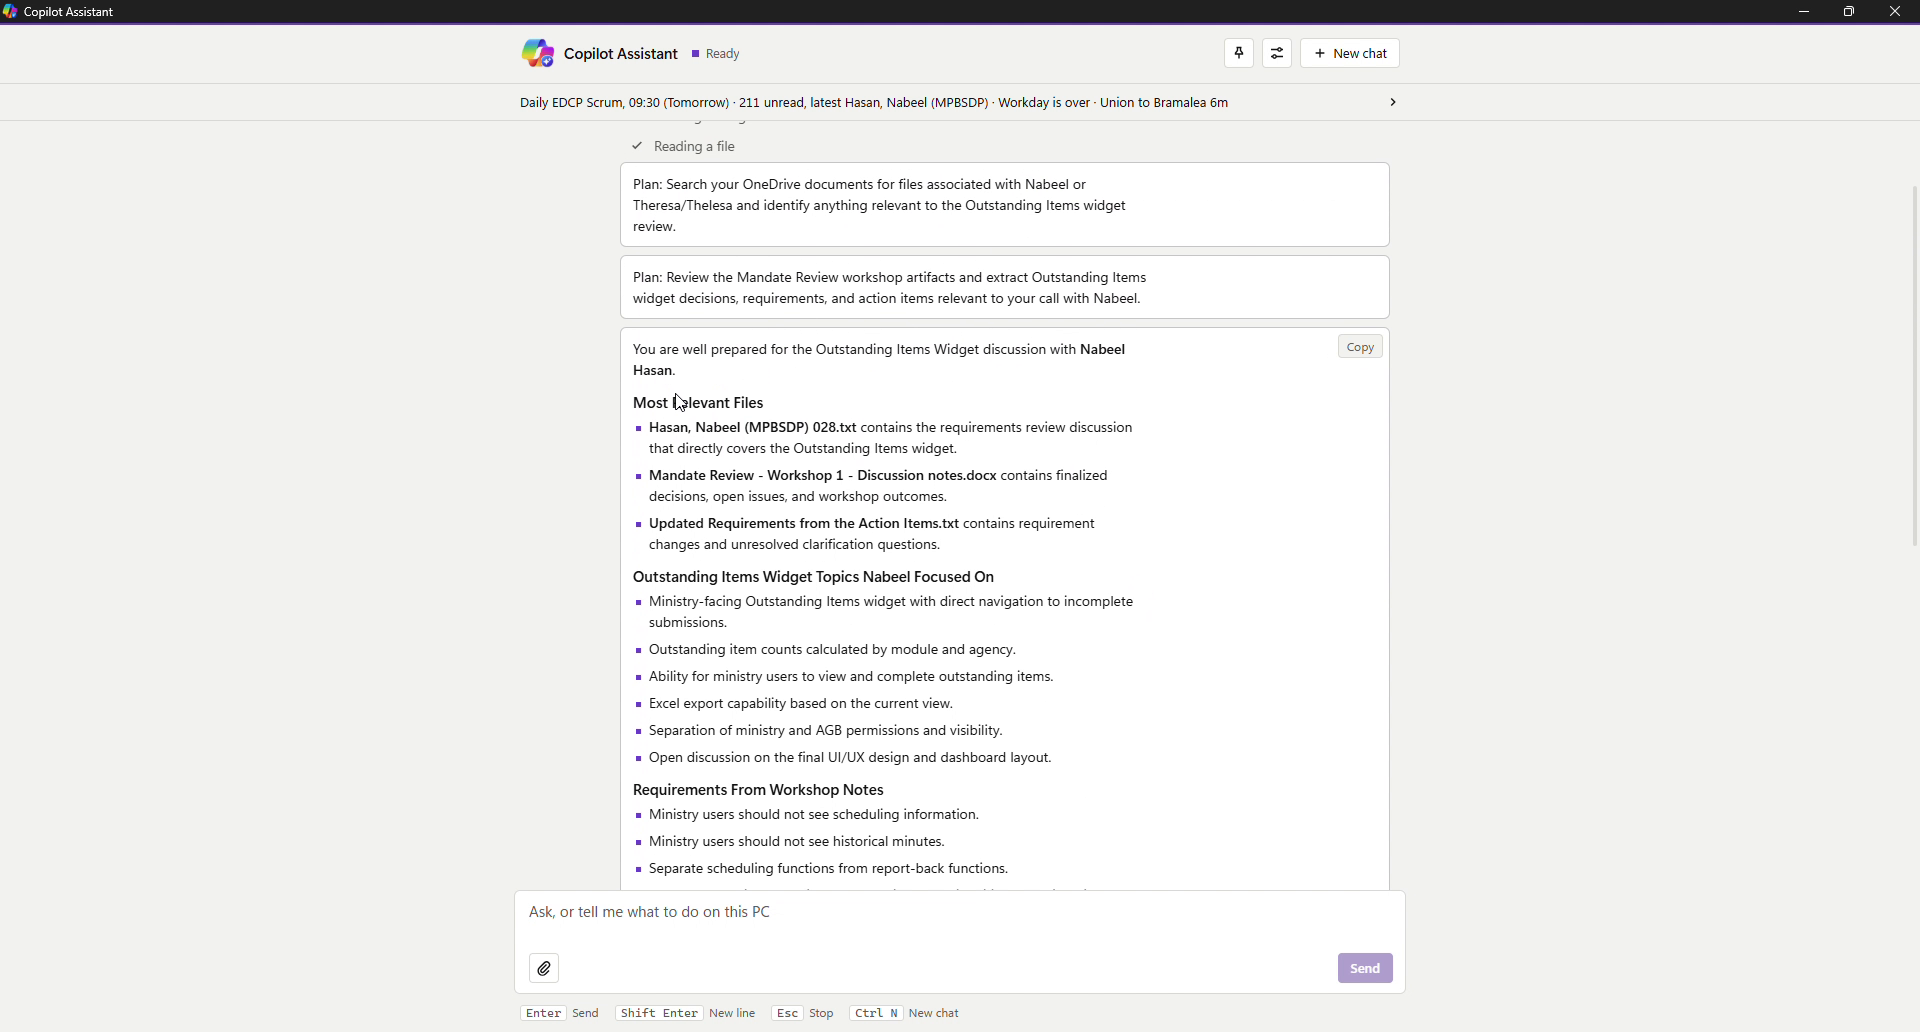 Copilot Assistant
Copilot Assistant
Ready
New chat
Daily EDCP Scrum, 09:30 (Tomorrow) · 211 unread, latest Hasan, Nabeel (MPBSDP) · Workday is over · Union to Bramalea 6m
Reading a file
Plan: Search your OneDrive documents for files associated with Nabeel or
Theresa/Thelesa and identify anything relevant to the Outstanding Items widget
review.
Plan: Review the Mandate Review workshop artifacts and extract Outstanding Items
widget decisions, requirements, and action items relevant to your call with Nabeel.
You are well prepared for the Outstanding Items Widget discussion with Nabeel
Hasan.
Copy
Most Relevant Files
Hasan, Nabeel (MPBSDP) 028.txt contains the requirements review discussion
that directly covers the Outstanding Items widget.
Mandate Review - Workshop 1 - Discussion notes.docx contains finalized
decisions, open issues, and workshop outcomes.
Updated Requirements from the Action Items.txt contains requirement
changes and unresolved clarification questions.
Outstanding Items Widget Topics Nabeel Focused On
Ministry-facing Outstanding Items widget with direct navigation to incomplete
submissions.
Outstanding item counts calculated by module and agency.
Ability for ministry users to view and complete outstanding items.
Excel export capability based on the current view.
Separation of ministry and AGB permissions and visibility.
Open discussion on the final UI/UX design and dashboard layout.
Requirements From Workshop Notes
Ministry users should not see scheduling information.
Ministry users should not see historical minutes.
Separate scheduling functions from report-back functions.
Ask, or tell me what to do on this PC
Send
Enter Send Shift Enter New line Esc Stop Ctrl N New chat